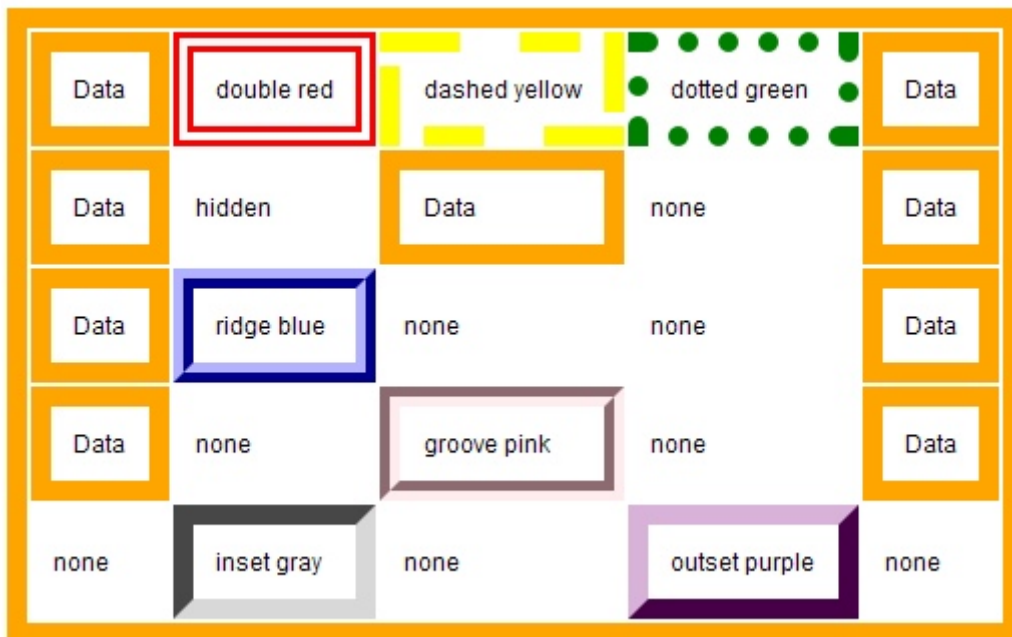 Data double red dashed yellow dotted green Data
Data hidden Data none Data
Data ridge blue none none Data
Data none groove pink none Data
none inset gray none outset purple none